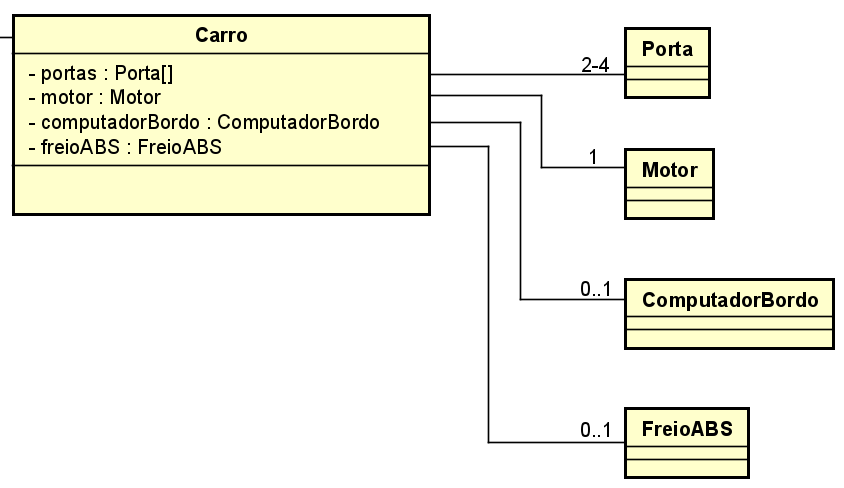 Carro
- portas : Porta[]
- motor : Motor
- computadorBordo : ComputadorBordo
- freioABS : FreioABS
2-4
Porta
1
Motor
0..1
ComputadorBordo
0..1
FreioABS